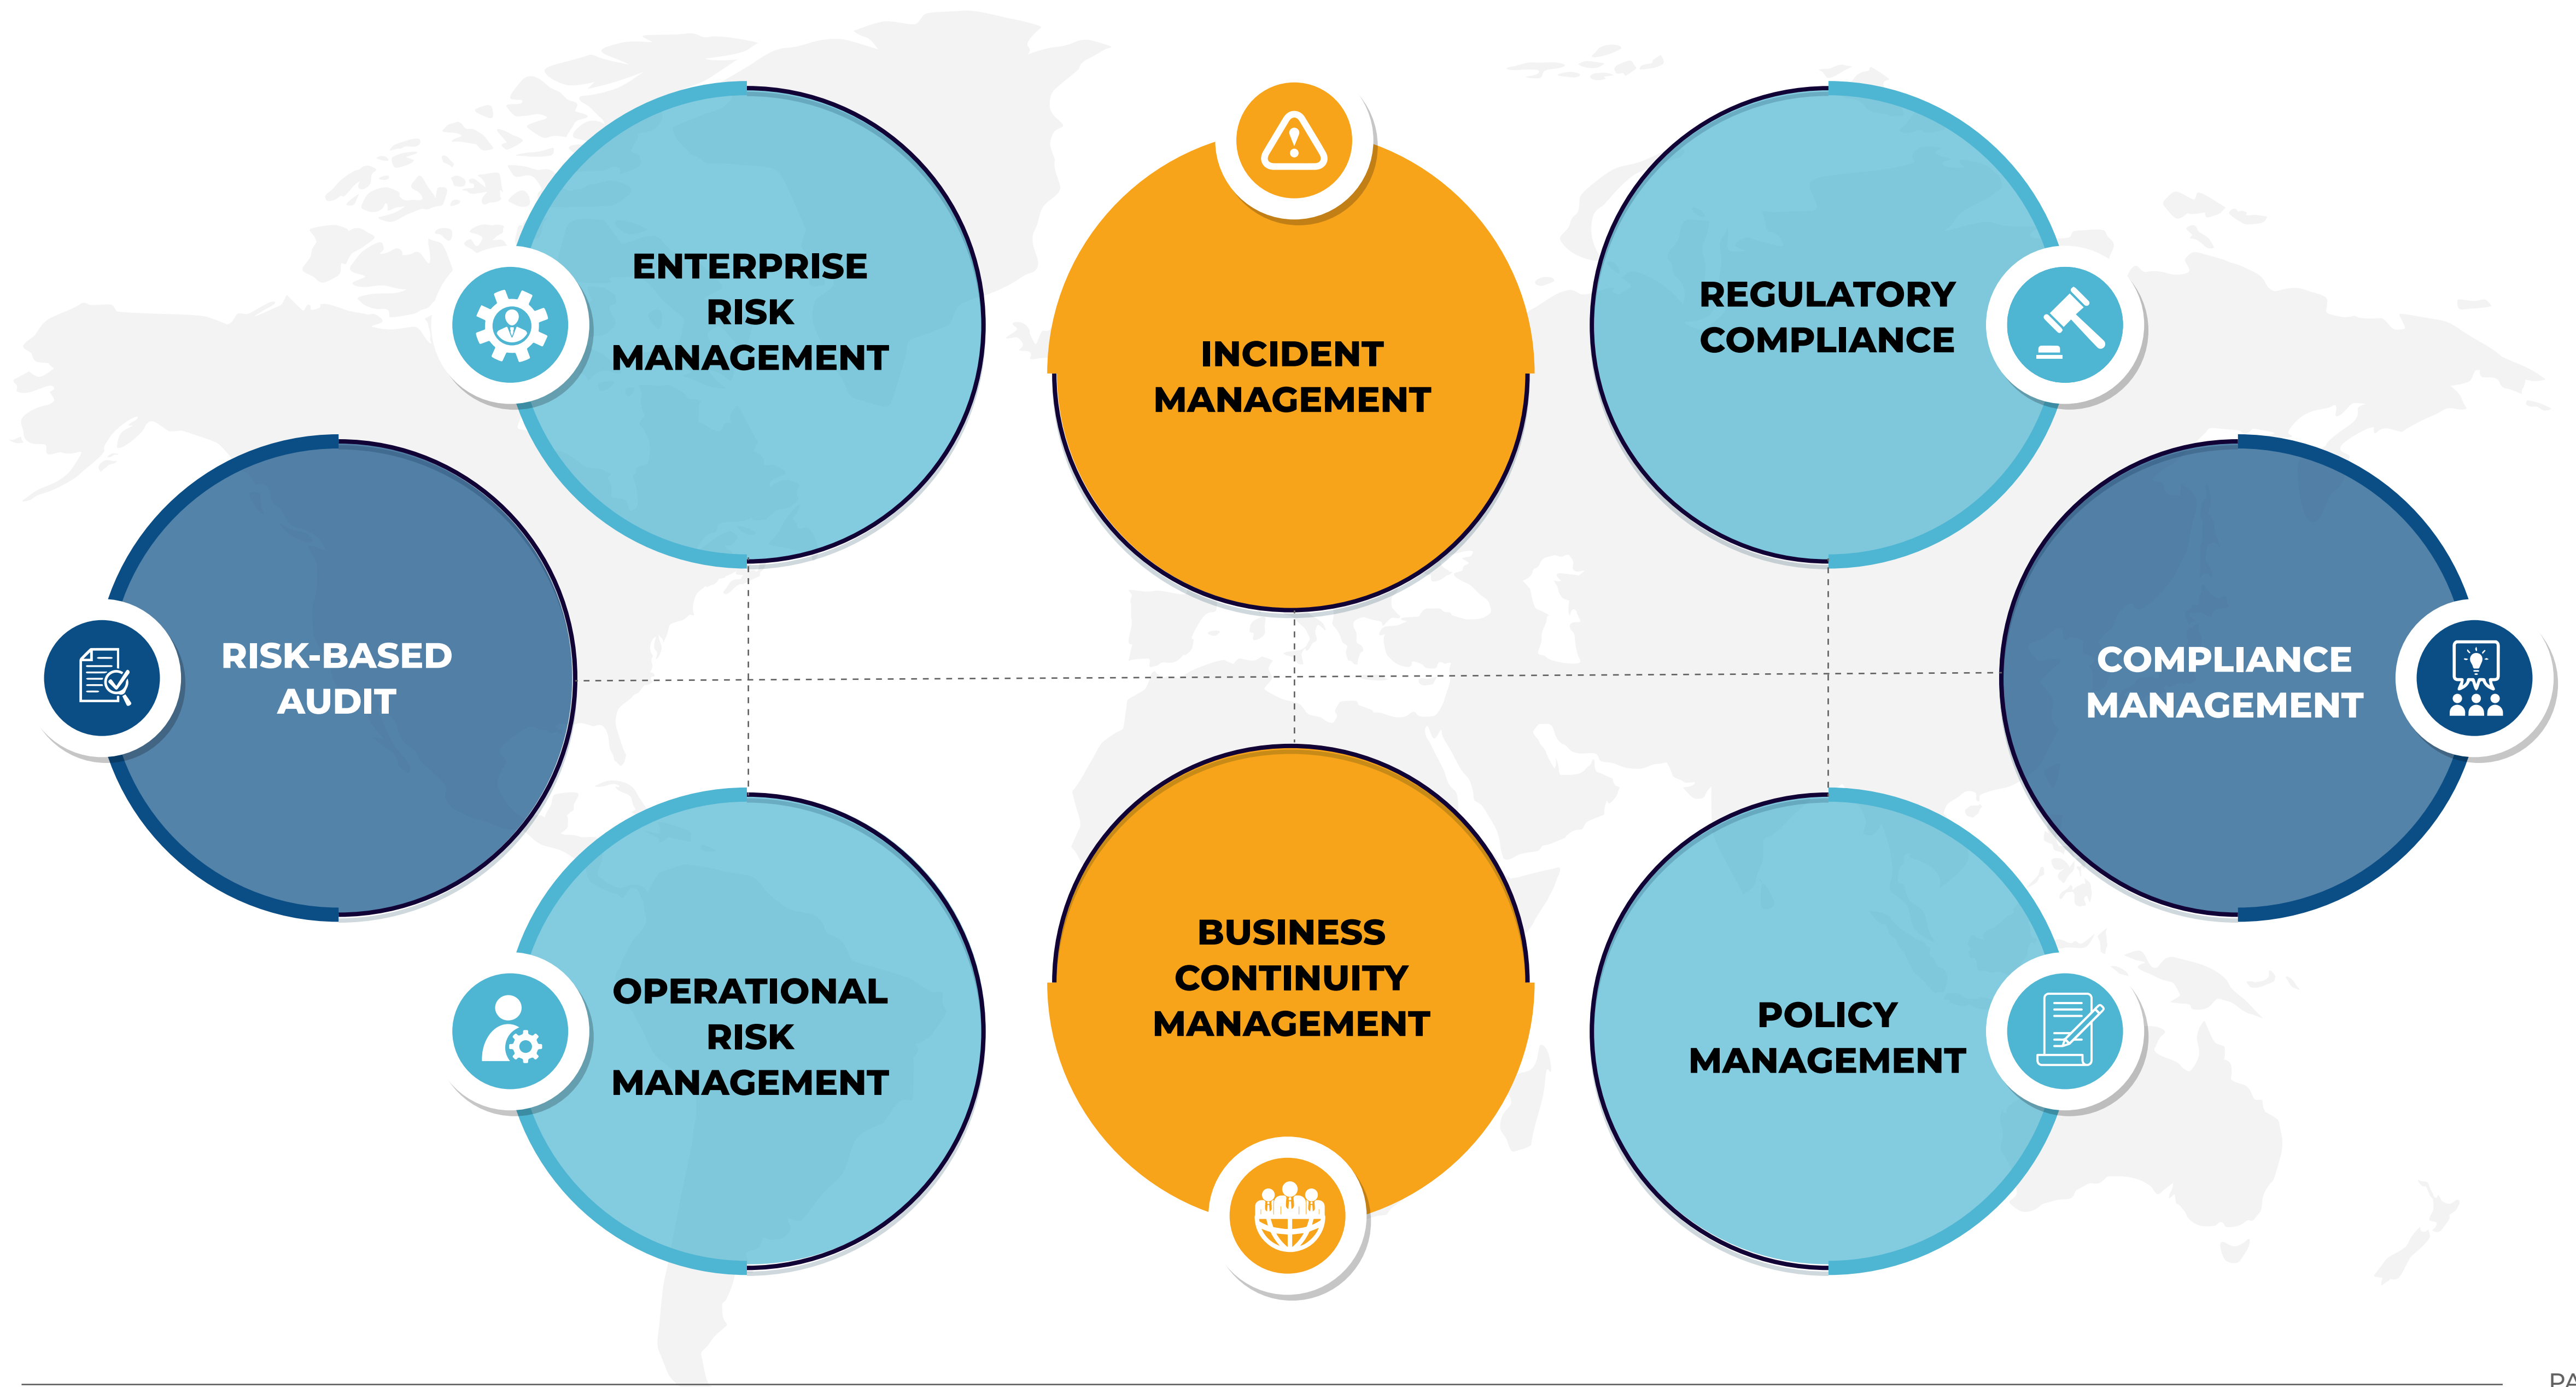 ENTERPRISE
RISK
MANAGEMENT
INCIDENT
MANAGEMENT
REGULATORY
COMPLIANCE
RISK-BASED
AUDIT
COMPLIANCE
MANAGEMENT
OPERATIONAL
RISK
MANAGEMENT
BUSINESS
CONTINUITY
MANAGEMENT
POLICY
MANAGEMENT